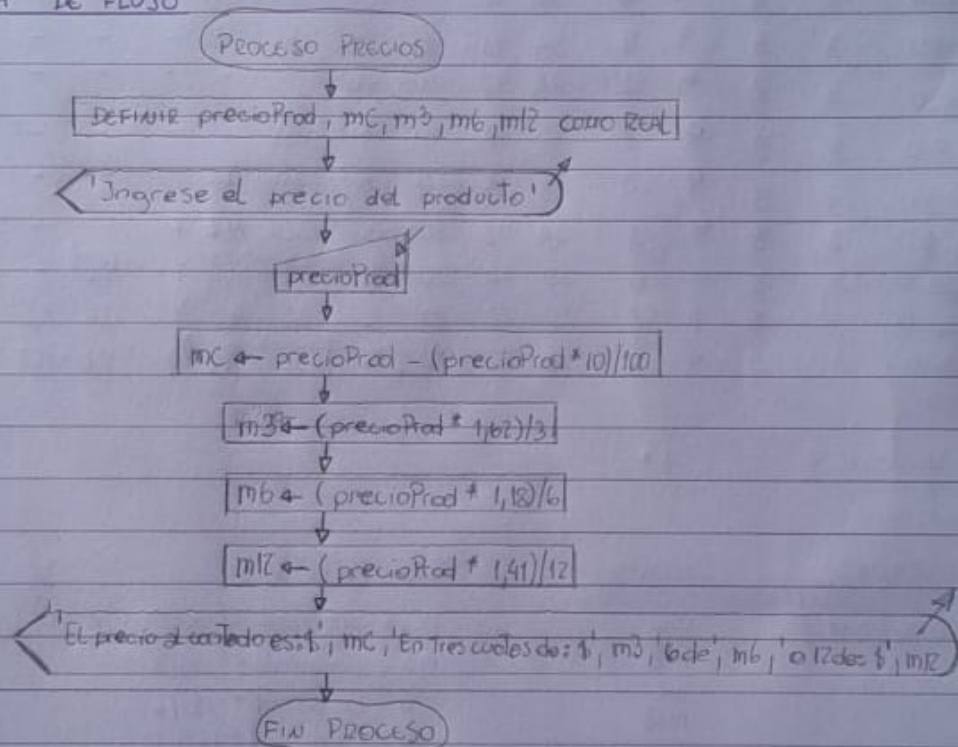 DE FLUJO
PROCESO PRECIOS
DEFINIR precioProd, mC, m3, m6, m12 COMO REAL
'Ingrese el precio del producto'
precioProd
mC ← precioProd - (precioProd * 10)/100
m3 ← (precioProd * 1,62)/3
m6 ← (precioProd * 1,18)/6
m12 ← (precioProd * 1,41)/12
'El precio al contado es: $', mC, 'En tres cuotas de: $', m3, '6 de', m6, 'o 12 de: $', m12
FIN PROCESO